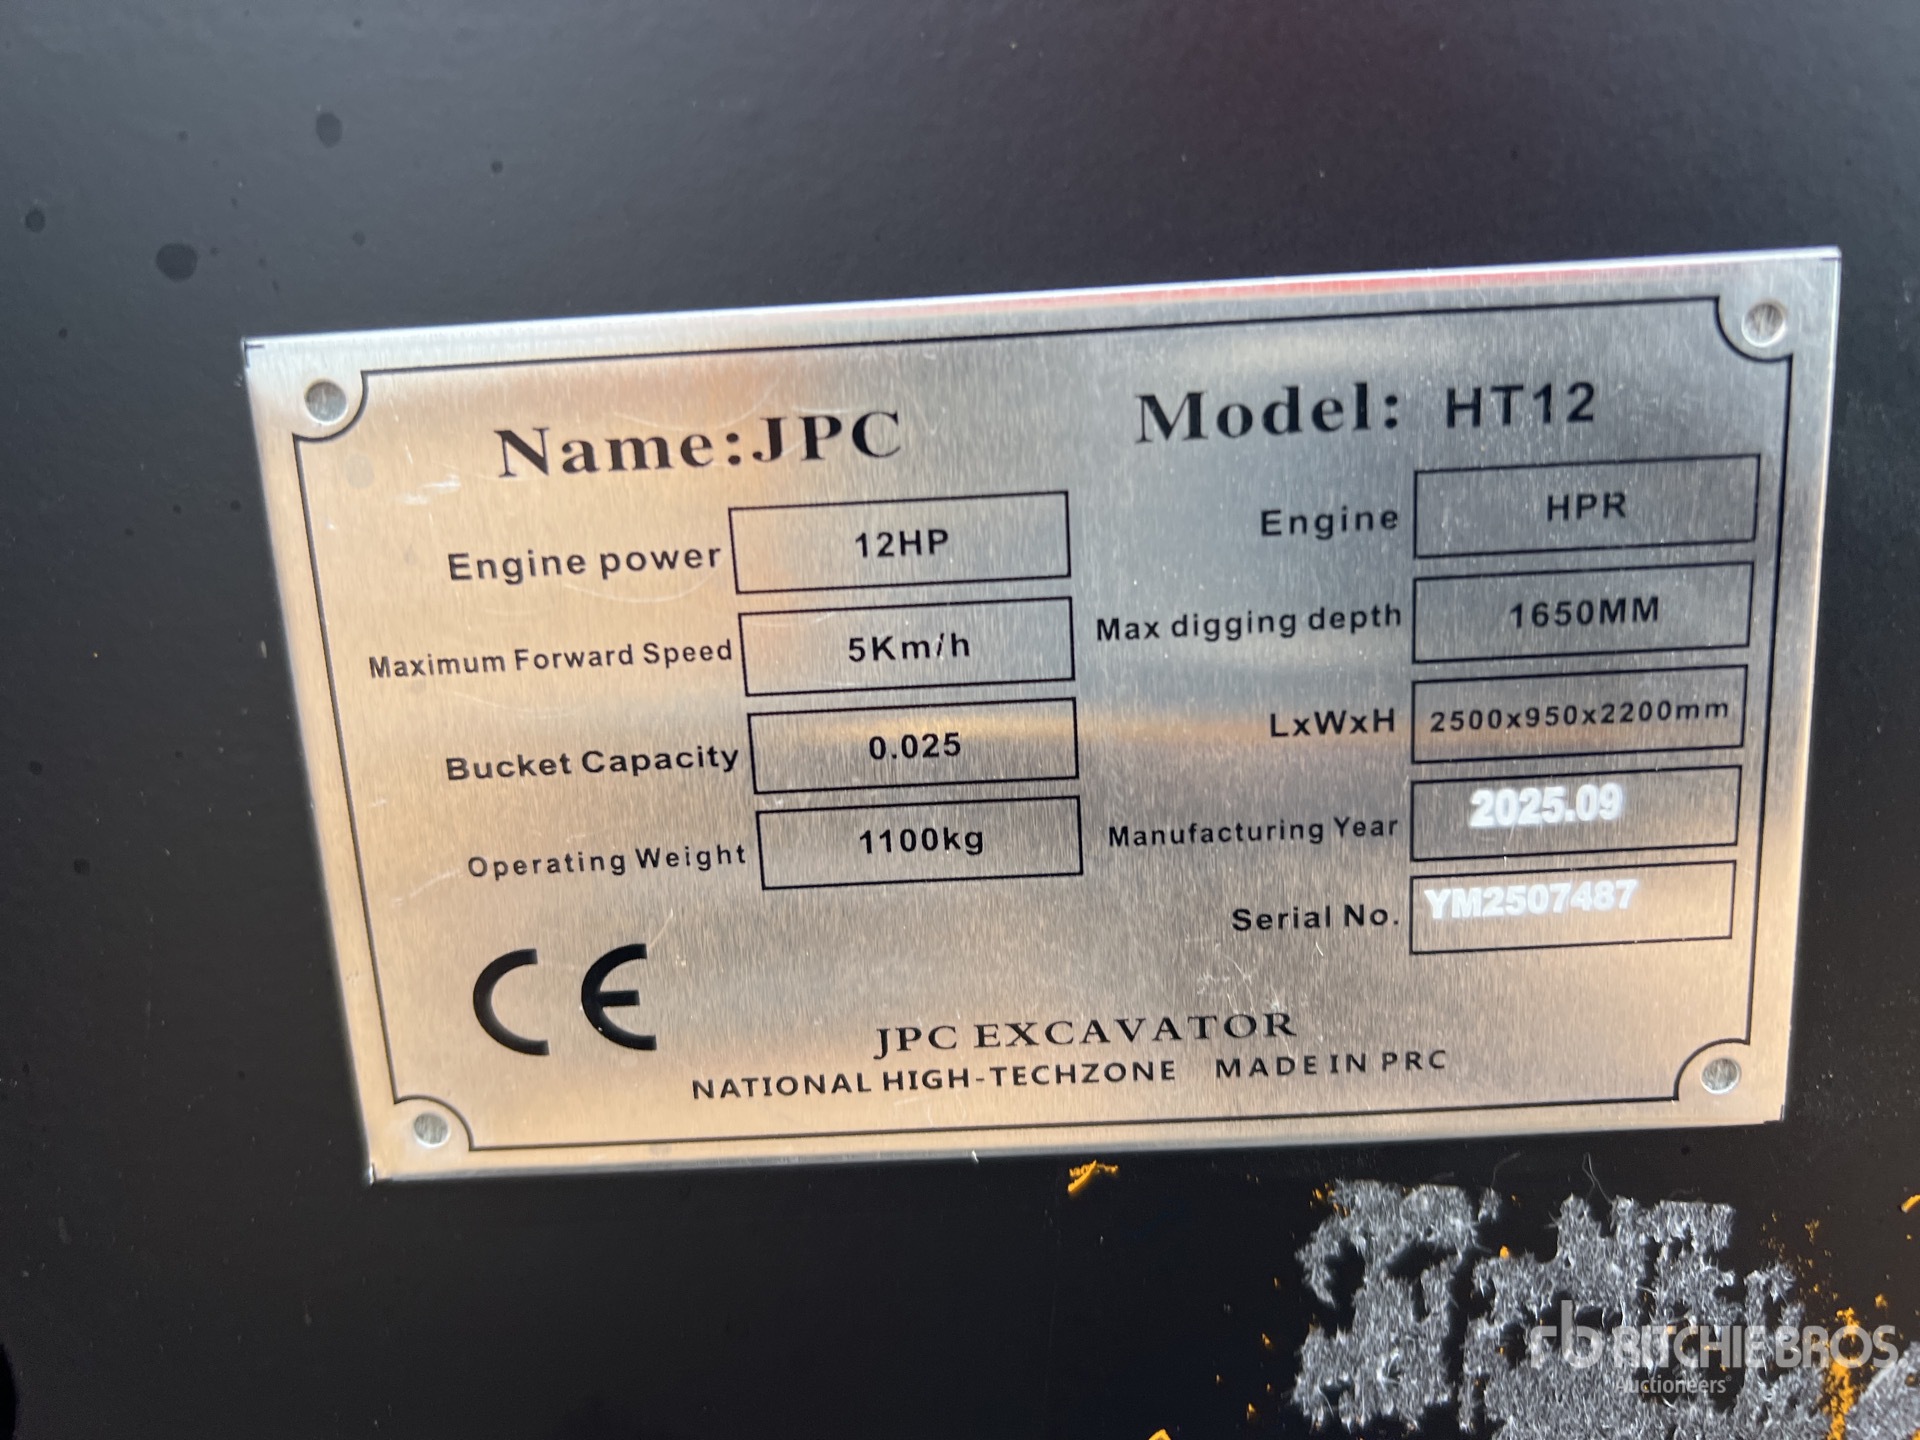 Name:JPC Model: HT12
Engine power 12HP Engine HPR
Maximum Forward Speed 5Km/h Max digging depth 1650MM
Bucket Capacity 0.025 LxWxH 2500x950x2200mm
Operating Weight 1100kg Manufacturing Year 2025.09
Serial No. YM2507487
CE
JPC EXCAVATOR
NATIONAL HIGH-TECHZONE MADE IN PRC
rb RITCHIE BROS
Auctioneers